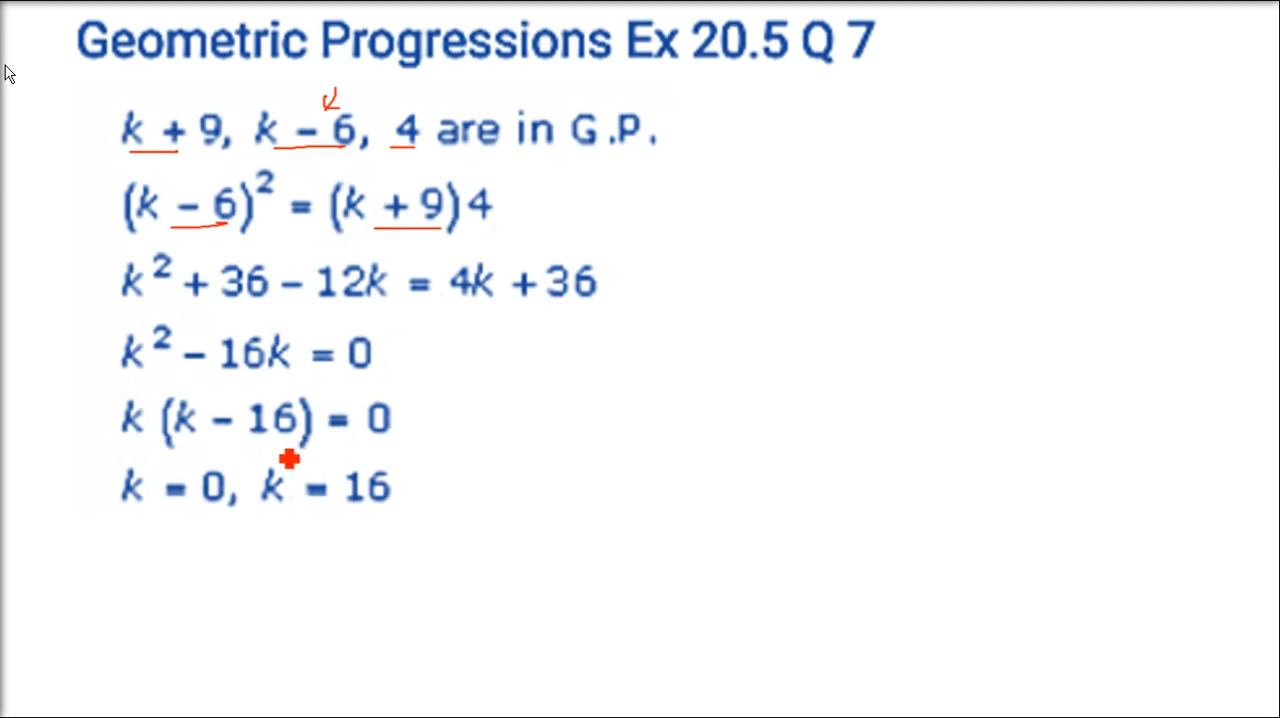 Geometric Progressions Ex 20.5 Q 7
k + 9, k - 6, 4 are in G.P.
(k - 6)² = (k + 9)4
k² + 36 - 12k = 4k + 36
k² - 16k = 0
k (k - 16) = 0
k = 0, k = 16